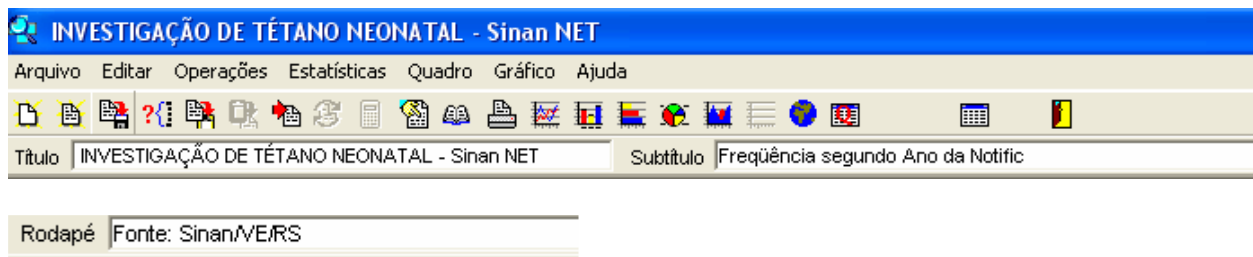 INVESTIGAÇÃO DE TÉTANO NEONATAL - Sinan NET
Arquivo Editar Operações Estatísticas Quadro Gráfico Ajuda
Título INVESTIGAÇÃO DE TÉTANO NEONATAL - Sinan NET Subtítulo Freqüência segundo Ano da Notific
Rodapé Fonte: Sinan/VE/RS